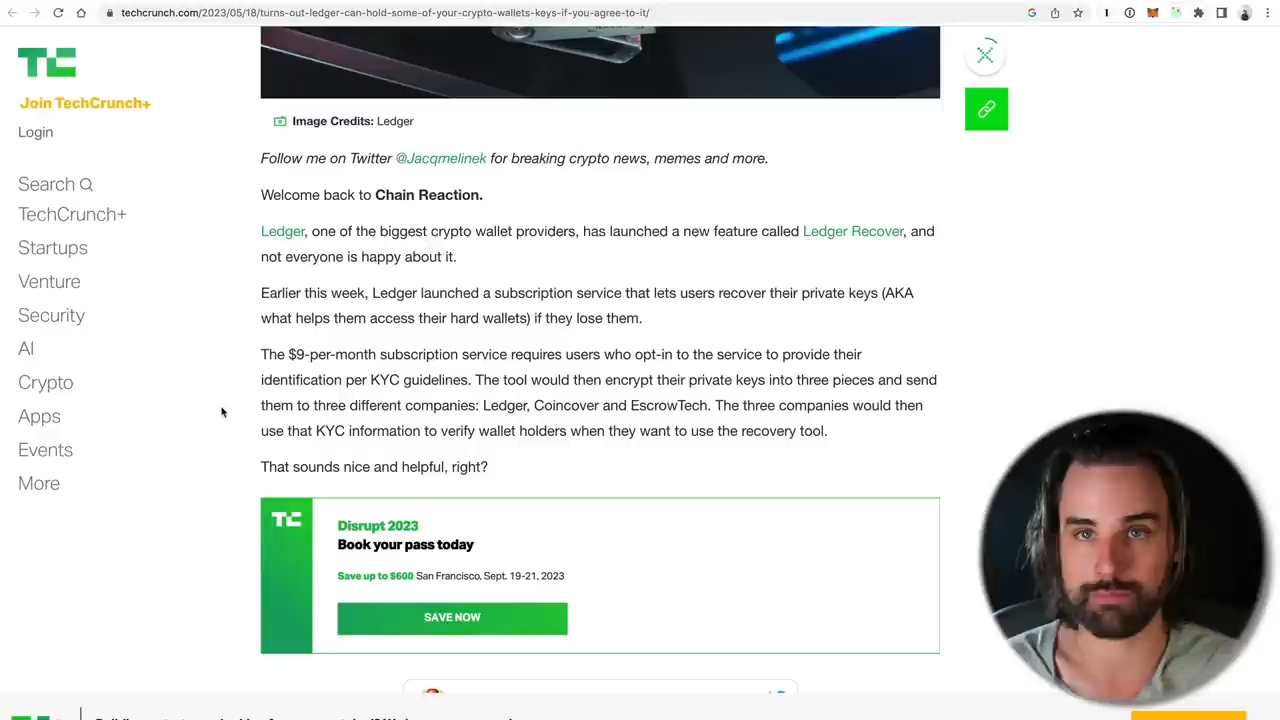 techcrunch.com/2023/05/18/turns-out-ledger-can-hold-some-of-your-crypto-wallets-keys-if-you-agree-to-it/
TC
Join TechCrunch+
Login
Search
TechCrunch+
Startups
Venture
Security
AI
Crypto
Apps
Events
More
Image Credits: Ledger
Follow me on Twitter @Jacqmelinek for breaking crypto news, memes and more.
Welcome back to Chain Reaction.
Ledger, one of the biggest crypto wallet providers, has launched a new feature called Ledger Recover, and
not everyone is happy about it.
Earlier this week, Ledger launched a subscription service that lets users recover their private keys (AKA
what helps them access their hard wallets) if they lose them.
The $9-per-month subscription service requires users who opt-in to the service to provide their
identification per KYC guidelines. The tool would then encrypt their private keys into three pieces and send
them to three different companies: Ledger, Coincover and EscrowTech. The three companies would then
use that KYC information to verify wallet holders when they want to use the recovery tool.
That sounds nice and helpful, right?
TC
Disrupt 2023
Book your pass today
Save up to $600 San Francisco, Sept. 19-21, 2023
SAVE NOW